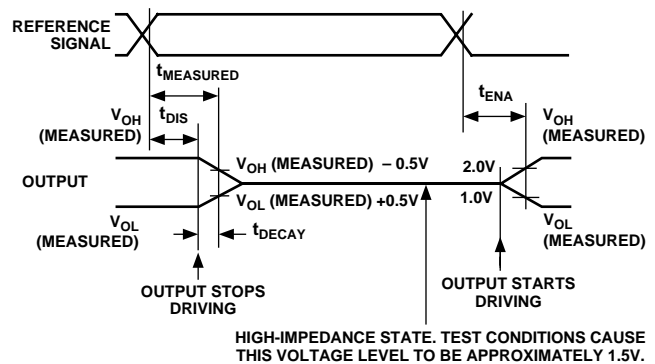 REFERENCE
SIGNAL
tMEASURED
tENA
VOH
(MEASURED)
tDIS
VOH
(MEASURED)
VOH (MEASURED) – 0.5V
2.0V
OUTPUT
VOL (MEASURED) +0.5V
1.0V
VOL
(MEASURED)
tDECAY
VOL
(MEASURED)
OUTPUT STOPS
DRIVING
OUTPUT STARTS
DRIVING
HIGH-IMPEDANCE STATE. TEST CONDITIONS CAUSE
THIS VOLTAGE LEVEL TO BE APPROXIMATELY 1.5V.